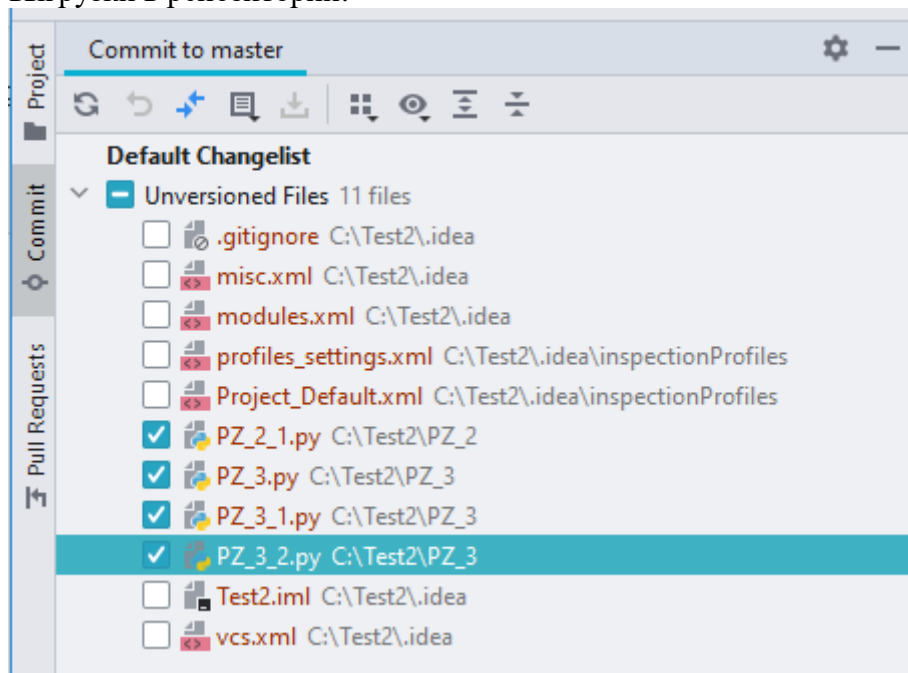 Commit to master
Project
Commit
Pull Requests
Default Changelist
Unversioned Files 11 files
.gitignore C:\Test2\.idea
misc.xml C:\Test2\.idea
modules.xml C:\Test2\.idea
profiles_settings.xml C:\Test2\.idea\inspectionProfiles
Project_Default.xml C:\Test2\.idea\inspectionProfiles
PZ_2_1.py C:\Test2\PZ_2
PZ_3.py C:\Test2\PZ_3
PZ_3_1.py C:\Test2\PZ_3
PZ_3_2.py C:\Test2\PZ_3
Test2.iml C:\Test2\.idea
vcs.xml C:\Test2\.idea